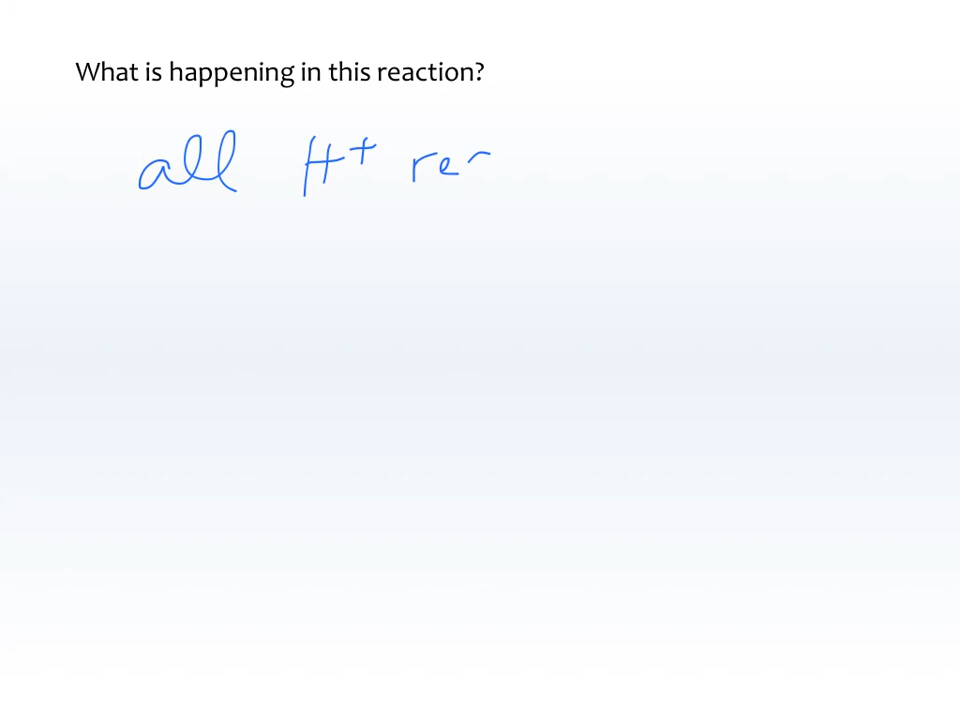 What is happening in this reaction?
all H+ re